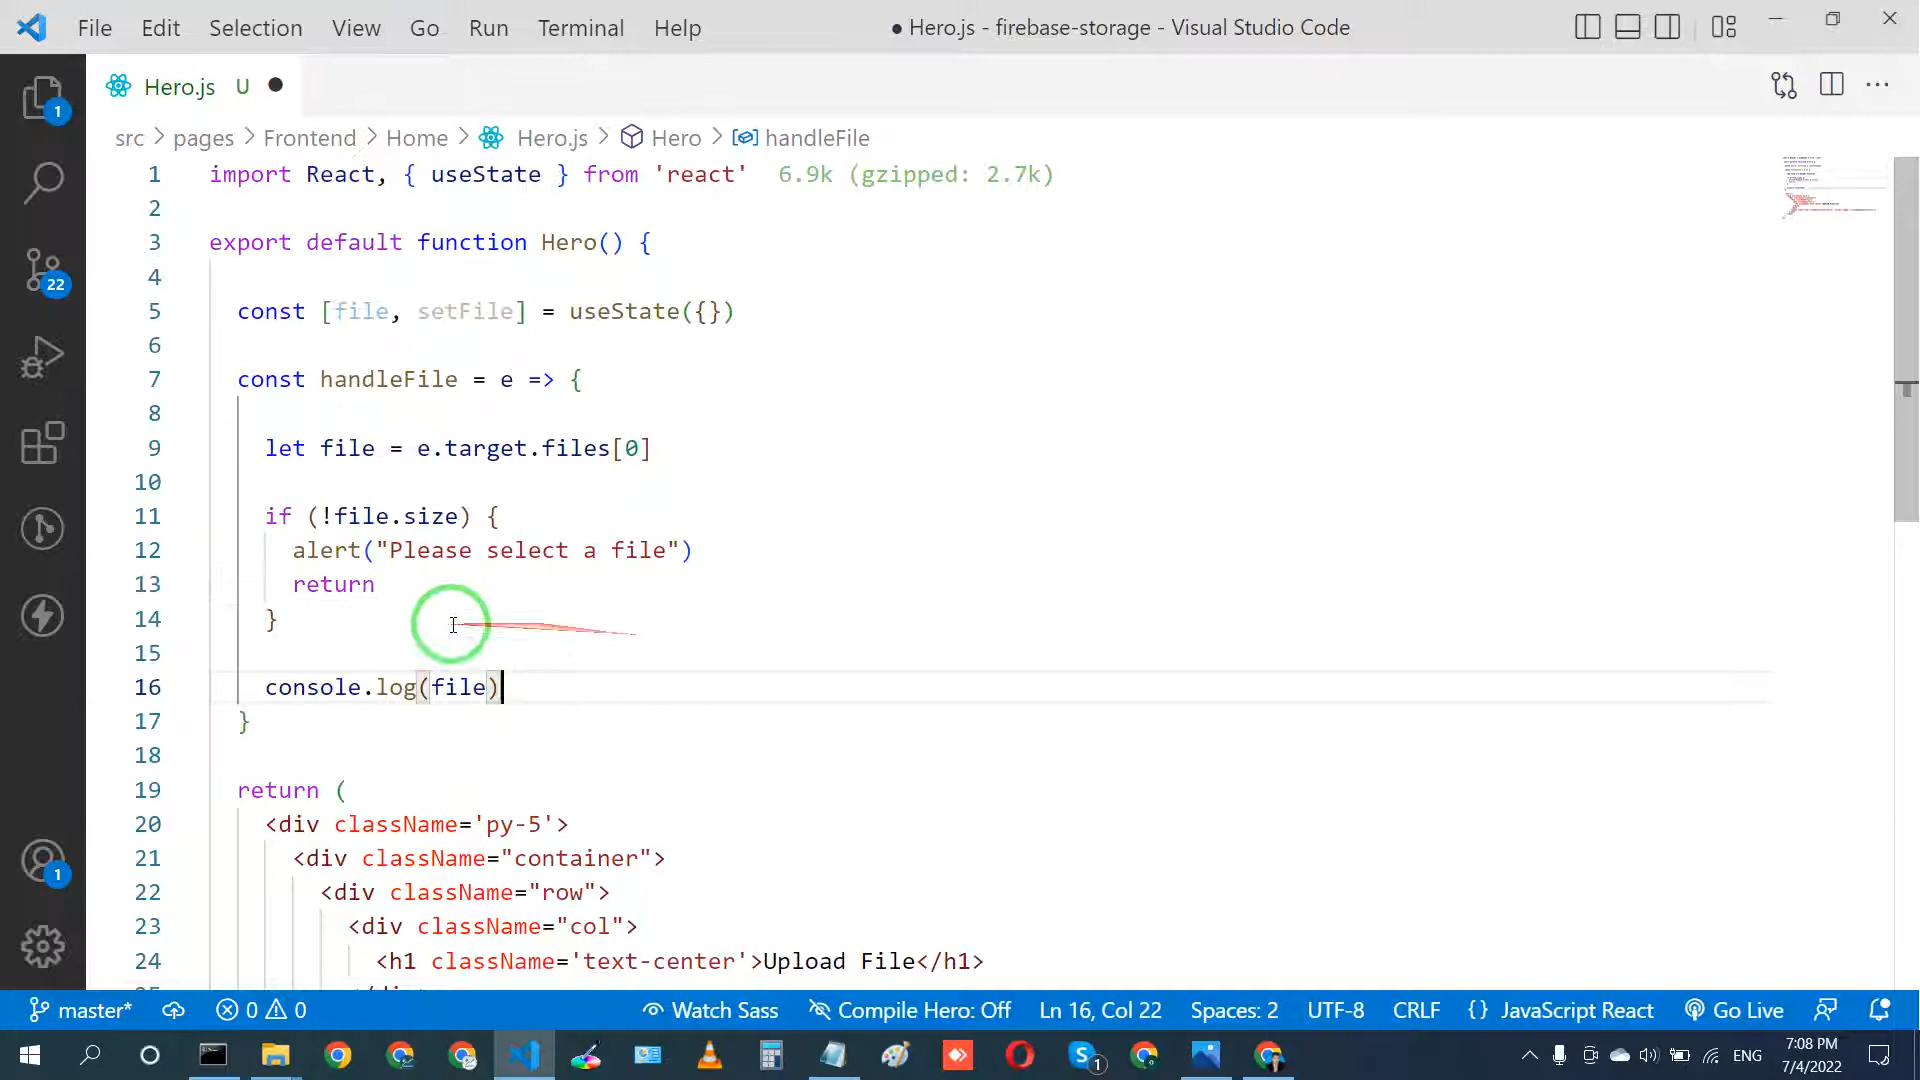 File Edit Selection View Go Run Terminal Help ● Hero.js - firebase-storage - Visual Studio Code
Hero.js U
src > pages > Frontend > Home > Hero.js > Hero > handleFile
1 import React, { useState } from 'react' 6.9k (gzipped: 2.7k)
2
3 export default function Hero() {
4
5 const [file, setFile] = useState({})
6
7 const handleFile = e => {
8
9 let file = e.target.files[0]
10
11 if (!file.size) {
12 alert("Please select a file")
13 return
14 }
15
16 console.log(file)
17 }
18
19 return (
20 <div className='py-5'>
21 <div className="container">
22 <div className="row">
23 <div className="col">
24 <h1 className='text-center'>Upload File</h1>
1
22
1
master* 0 0 Watch Sass Compile Hero: Off Ln 16, Col 22 Spaces: 2 UTF-8 CRLF {} JavaScript React Go Live
1
ENG
7:08 PM
7/4/2022